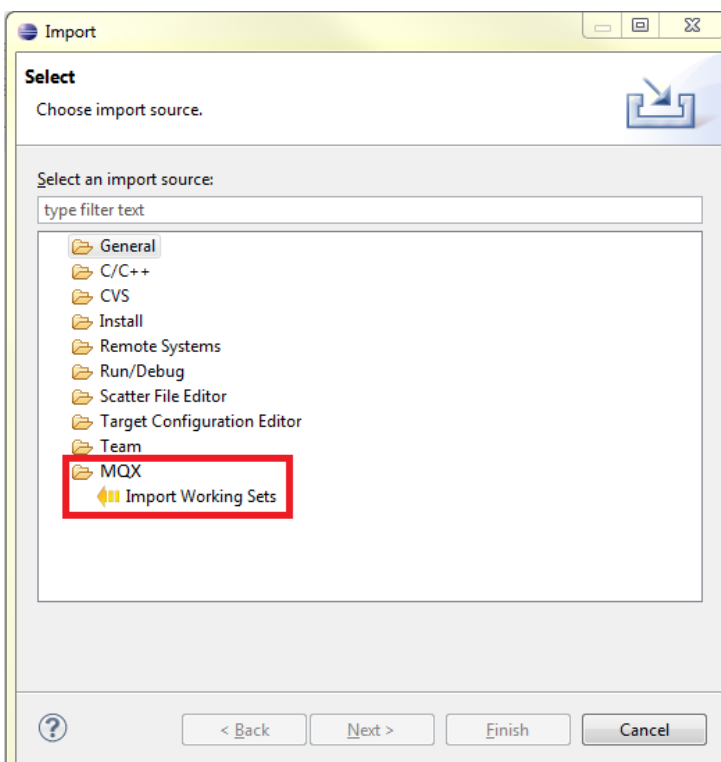 Import
Select
Choose import source.
Select an import source:
type filter text
General
C/C++
CVS
Install
Remote Systems
Run/Debug
Scatter File Editor
Target Configuration Editor
Team
MQX
Import Working Sets
? < Back Next > Finish Cancel